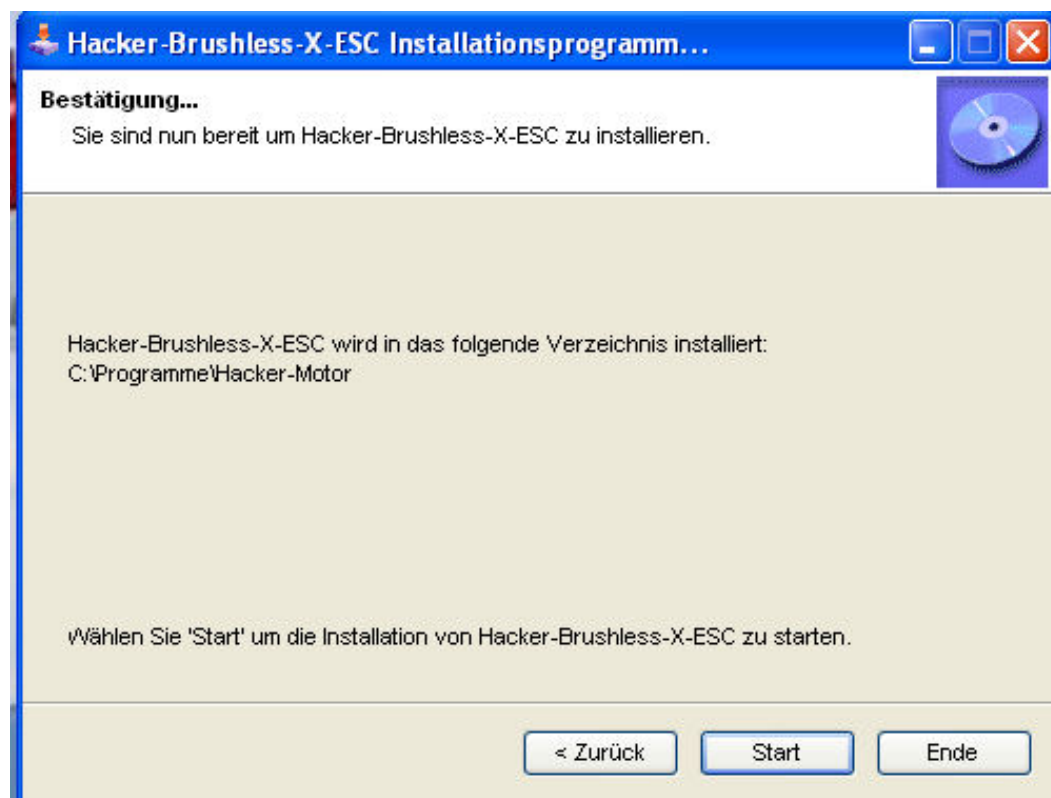 Hacker-Brushless-X-ESC Installationsprogramm...
Bestätigung...
Sie sind nun bereit um Hacker-Brushless-X-ESC zu installieren.
Hacker-Brushless-X-ESC wird in das folgende Verzeichnis installiert:
C:\Programme\Hacker-Motor
Wählen Sie 'Start' um die Installation von Hacker-Brushless-X-ESC zu starten.
< Zurück
Start
Ende